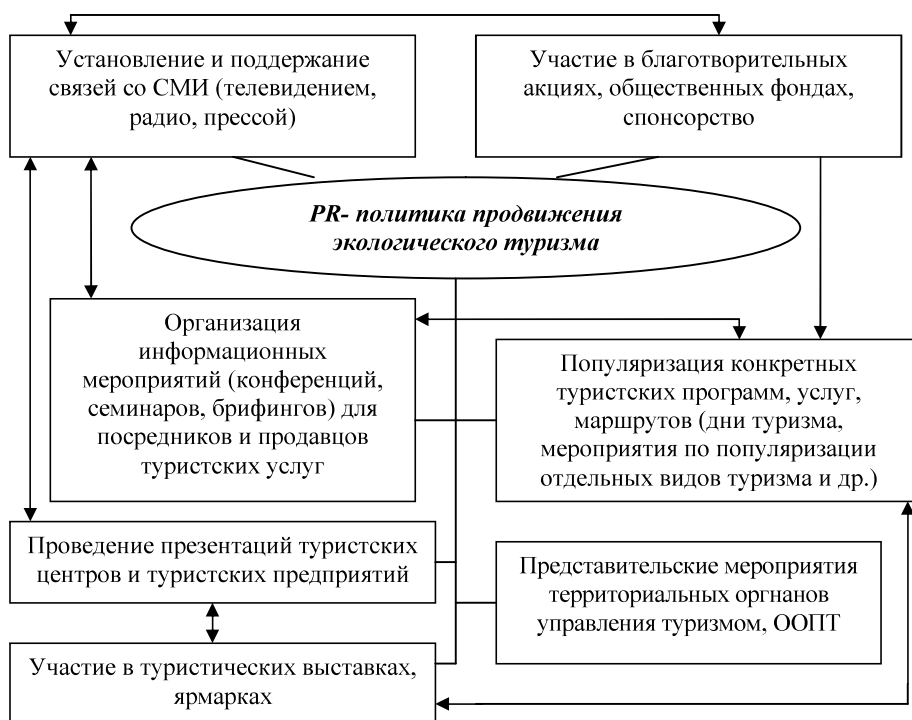 Установление и поддержание
связей со СМИ (телевидением,
радио, прессой)
Участие в благотворительных
акциях, общественных фондах,
спонсорство
PR- политика продвижения
экологического туризма
Организация
информационных
мероприятий (конференций,
семинаров, брифингов) для
посредников и продавцов
туристских услуг
Популяризация конкретных
туристских программ, услуг,
маршрутов (дни туризма,
мероприятия по популяризации
отдельных видов туризма и др.)
Проведение презентаций туристских
центров и туристских предприятий
Представительские мероприятия
территориальных оргнанов
управления туризмом, ООПТ
Участие в туристических выставках,
ярмарках